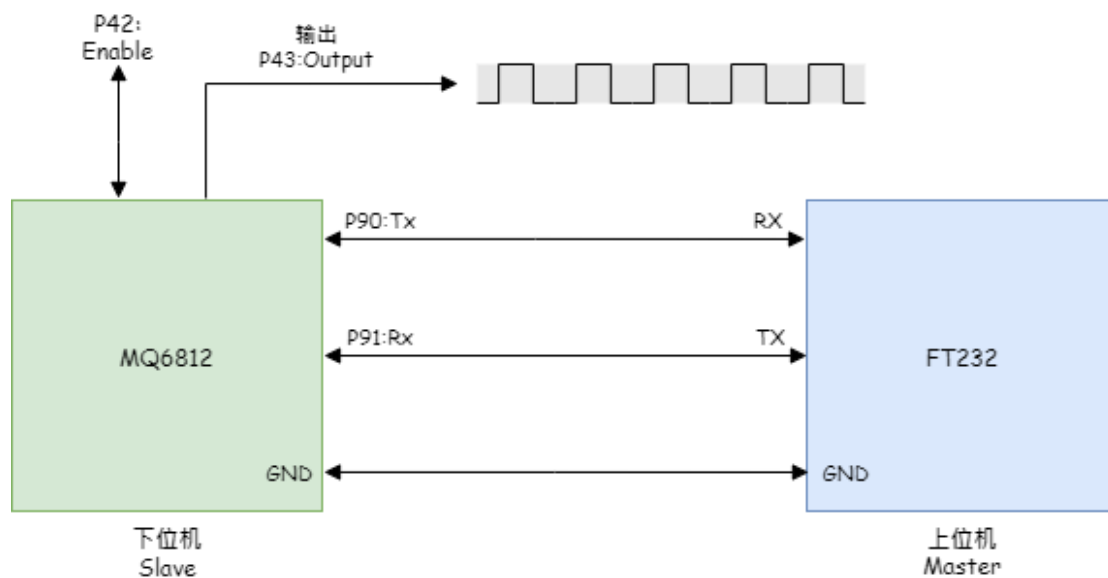 P42:
Enable
输出
P43:Output
P90:Tx
RX
P91:Rx
TX
MQ6812
FT232
GND
GND
下位机
Slave
上位机
Master